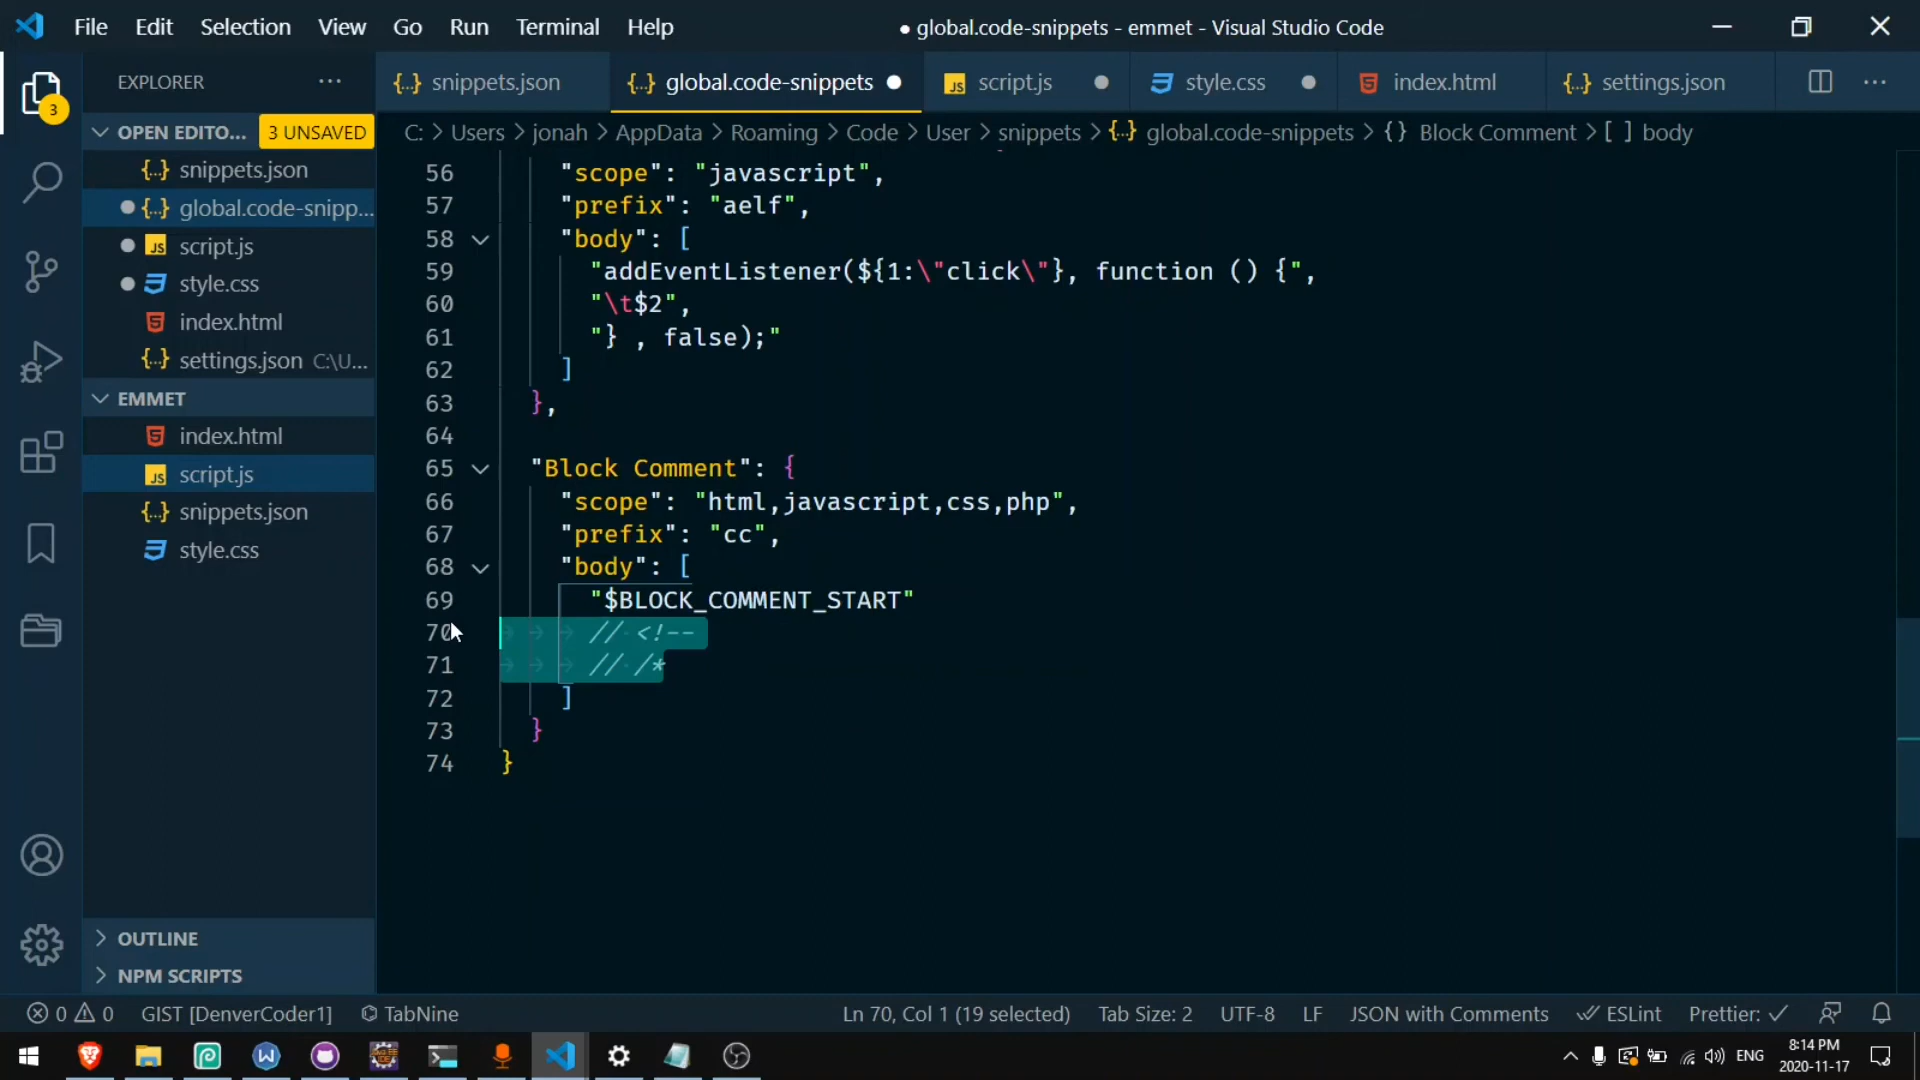 File Edit Selection View Go Run Terminal Help ● global.code-snippets - emmet - Visual Studio Code
EXPLORER ···
{..} snippets.json {..} global.code-snippets JS script.js style.css index.html {..} settings.json ···
OPEN EDITO... 3 UNSAVED
3
C: > Users > jonah > AppData > Roaming > Code > User > snippets > {..} global.code-snippets > {} Block Comment > [ ] body
{..} snippets.json
{..} global.code-snipp...
JS script.js
style.css
index.html
{..} settings.json C:\U...
EMMET
index.html
JS script.js
{..} snippets.json
style.css
OUTLINE
NPM SCRIPTS
56 "scope": "javascript",
57 "prefix": "aelf",
58 "body": [
59 "addEventListener(${1:\"click\"}, function () {",
60 "\t$2",
61 "} , false);"
62 ]
63 },
64
65 "Block Comment": {
66 "scope": "html,javascript,css,php",
67 "prefix": "cc",
68 "body": [
69 "$BLOCK_COMMENT_START"
70 // <!--
71 // /*
72 ]
73 }
74 }
0 0 GIST [DenverCoder1] TabNine Ln 70, Col 1 (19 selected) Tab Size: 2 UTF-8 LF JSON with Comments ESLint Prettier: ✓
ENG 8:14 PM
2020-11-17